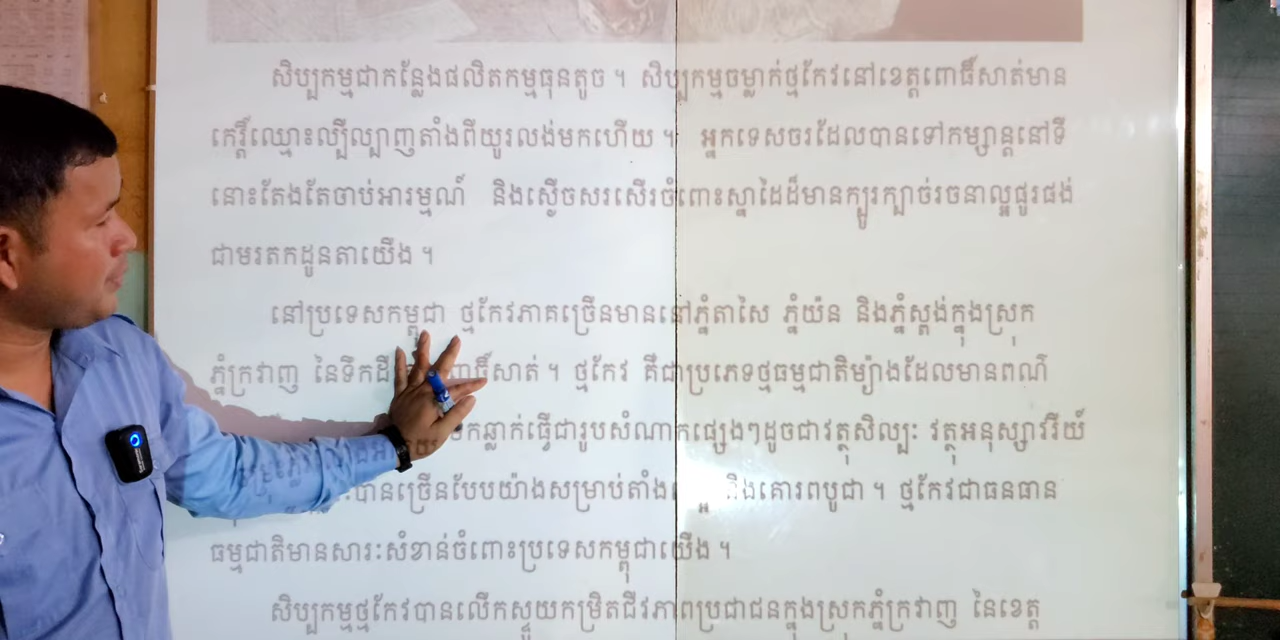 សិប្បកម្មជាកន្លែងផលិតកម្មធុនតូច ។ សិប្បកម្មចម្លាក់ថ្មកែវនៅខេត្តពោធិ៍សាត់មាន
កេរ្តិ៍ឈ្មោះល្បីល្បាញតាំងពីយូរលង់មកហើយ ។ អ្នកទេសចរដែលបានទៅកម្សាន្តនៅទី
នោះតែងតែចាប់អារម្មណ៍ និងស្ងើចសរសើរចំពោះស្នាដៃដ៏មានក្បូរក្បាច់រចនាល្អផូរផង់
ជាមរតកដូនតាយើង ។
នៅប្រទេសកម្ពុជា ថ្មកែវភាគច្រើនមាននៅភ្នំតាសៃ ភ្នំយ៉ន និងភ្នំស្តង់ក្នុងស្រុក
ភ្នំក្រវាញ នៃទឹកដី សាត់ ។ ថ្មកែវ គឺជាប្រភេទថ្មធម្មជាតិម្យ៉ាងដែលមានពណ៌
ឆ្លាក់ធ្វើជារូបសំណាកផ្សេងៗដូចជាវត្ថុសិល្បៈ វត្ថុអនុស្សាវរីយ៍
បានច្រើនបែបយ៉ាងសម្រាប់តាំង និងគោរពបូជា ។ ថ្មកែវជាធនធាន
ធម្មជាតិមានសារៈសំខាន់ចំពោះប្រទេសកម្ពុជាយើង ។
សិប្បកម្មថ្មកែវបានលើកស្ទួយកម្រិតជីវភាពប្រជាជនក្នុងស្រុកភ្នំក្រវាញ នៃខេត្ត